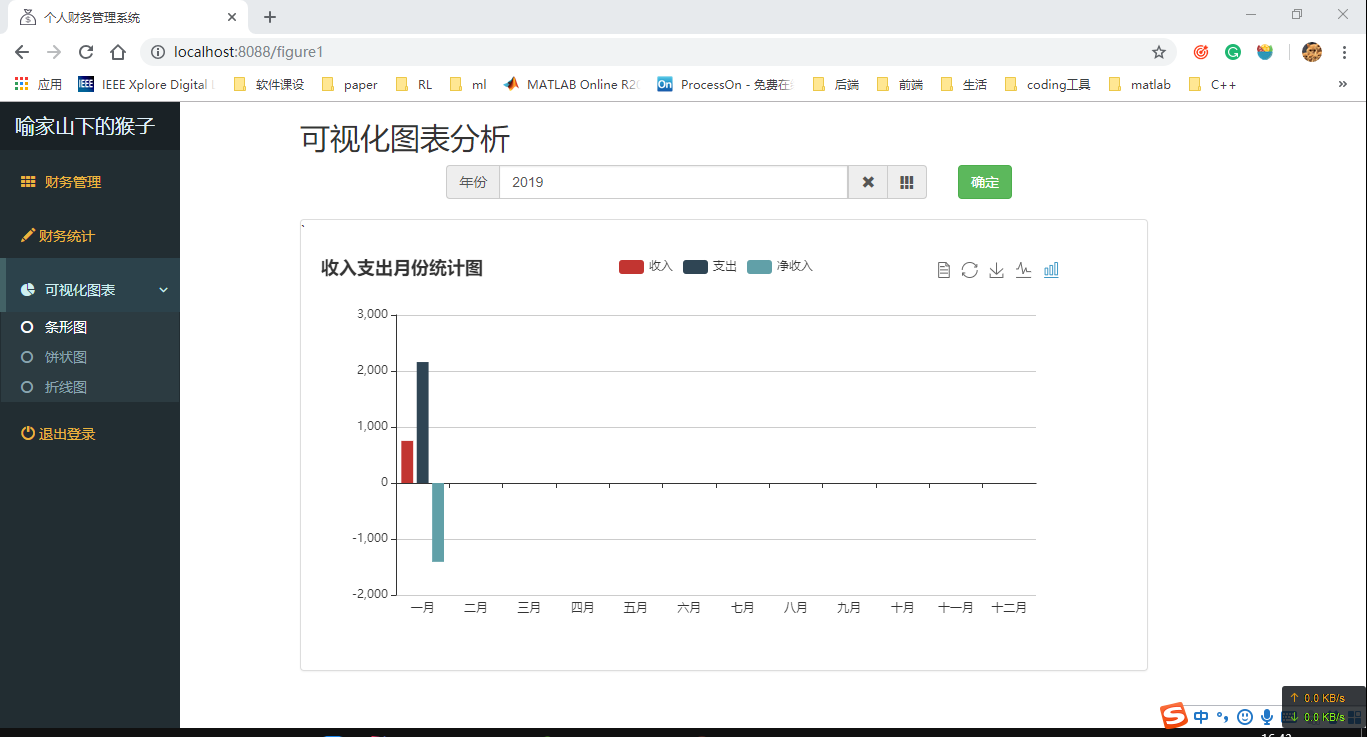 个人财务管理系统
localhost:8088/figure1
应用 IEEE Xplore Digital 软件课设 paper RL ml MATLAB Online R20 On ProcessOn - 免费在 后端 前端 生活 coding工具 matlab C++ »
喻家山下的猴子
财务管理
财务统计
可视化图表
条形图
饼状图
折线图
退出登录
可视化图表分析
年份 2019 确定
收入支出月份统计图
收入 支出 净收入
3,000
2,000
1,000
0
-1,000
-2,000
一月 二月 三月 四月 五月 六月 七月 八月 九月 十月 十一月 十二月
↑ 0.0 KB/s
中
↓ 0.0 KB/s